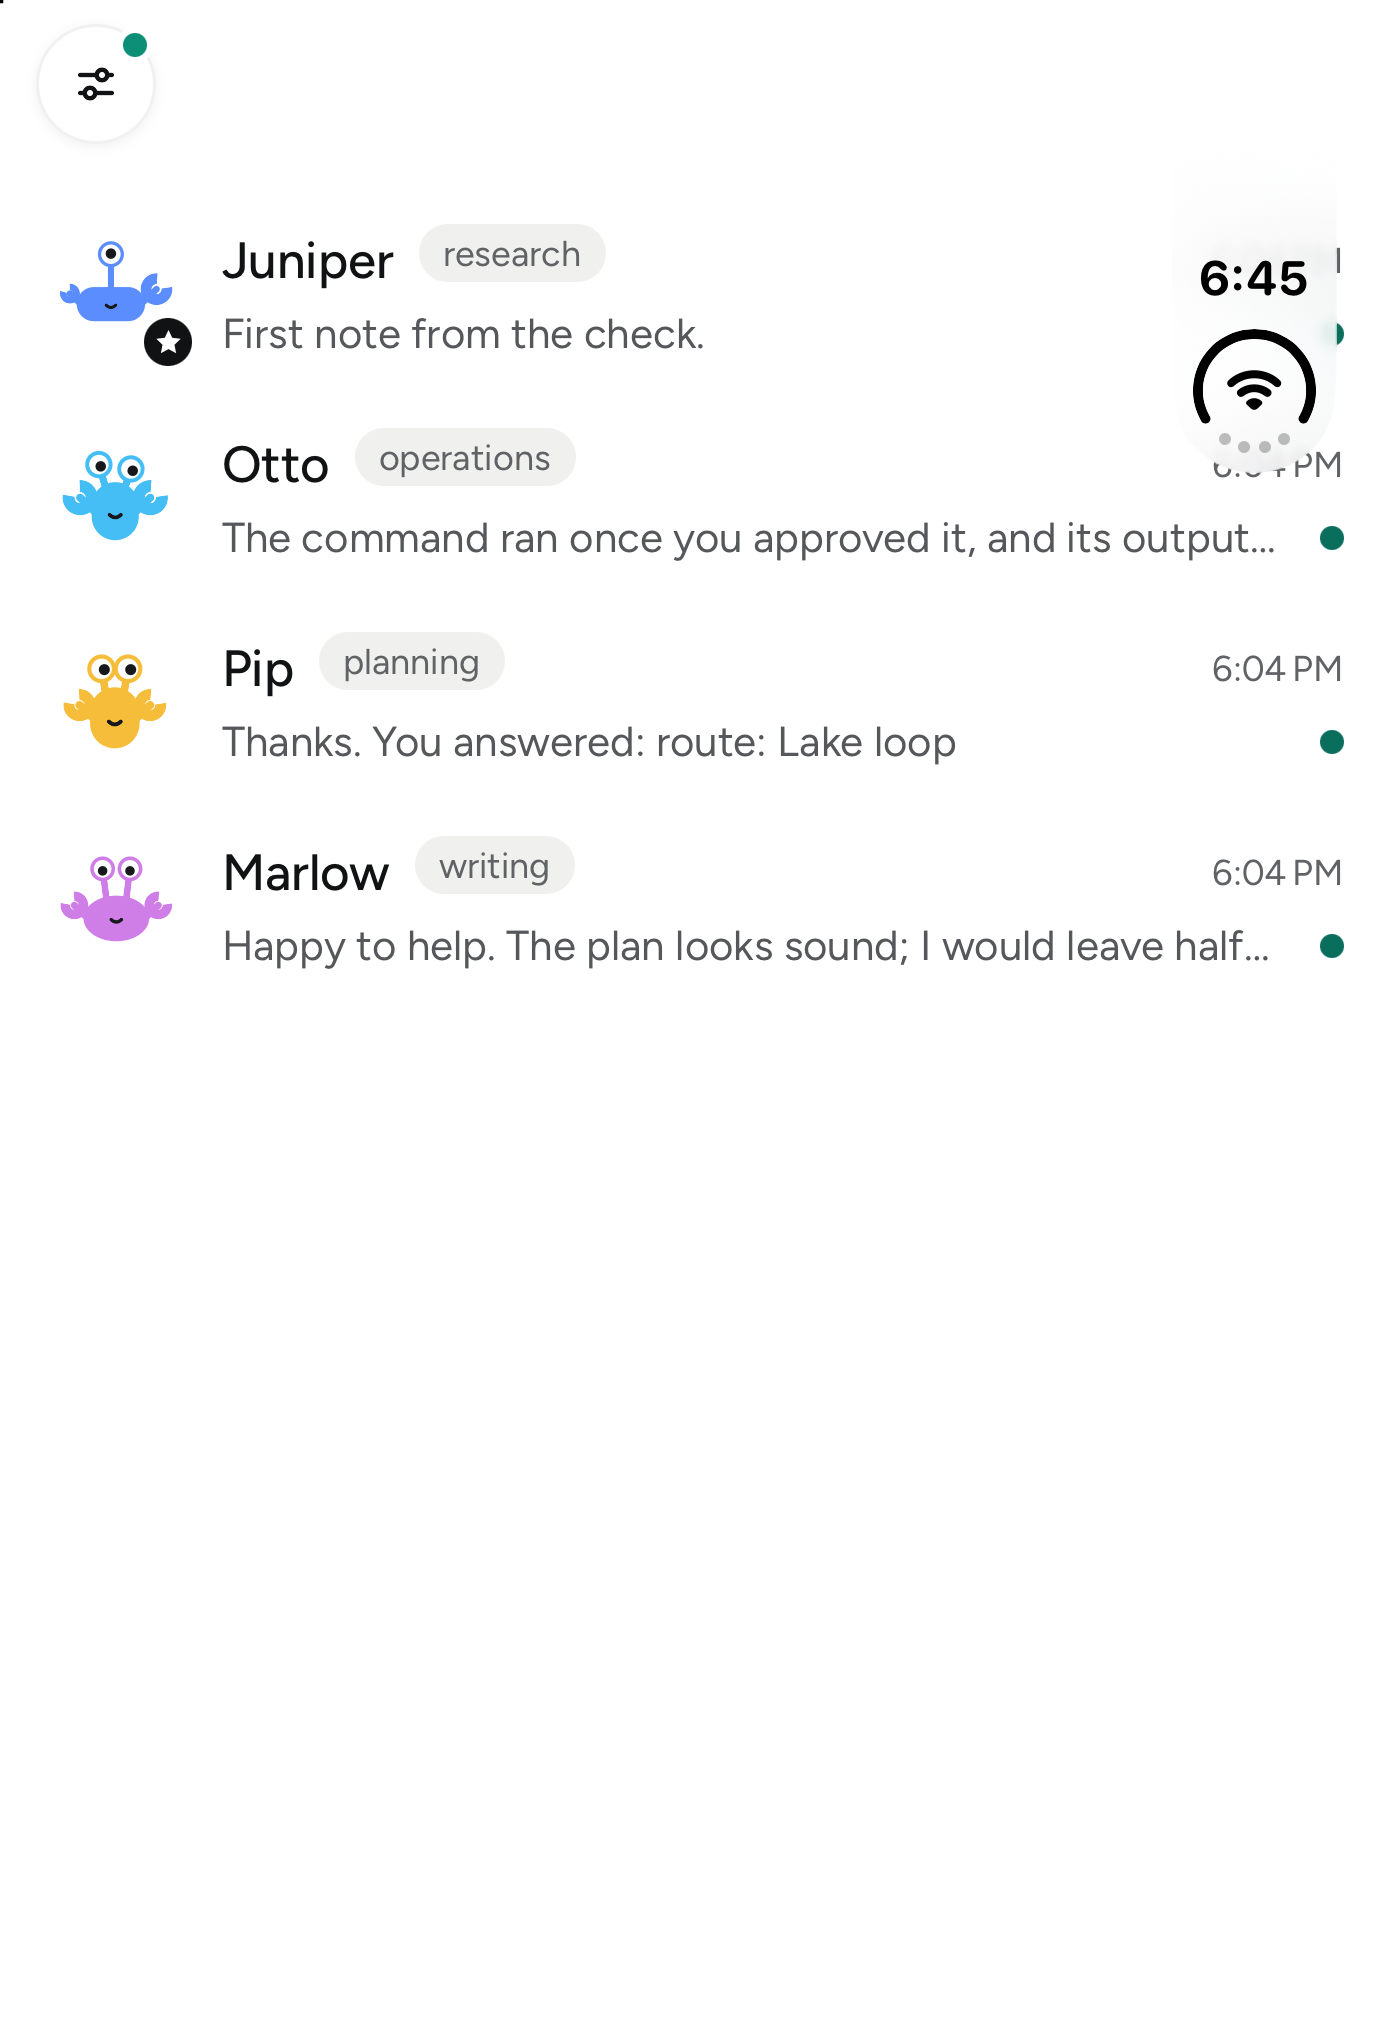 6:45
Juniper research
First note from the check.
Otto operations PM
The command ran once you approved it, and its output...
Pip planning 6:04 PM
Thanks. You answered: route: Lake loop
Marlow writing 6:04 PM
Happy to help. The plan looks sound; I would leave half...